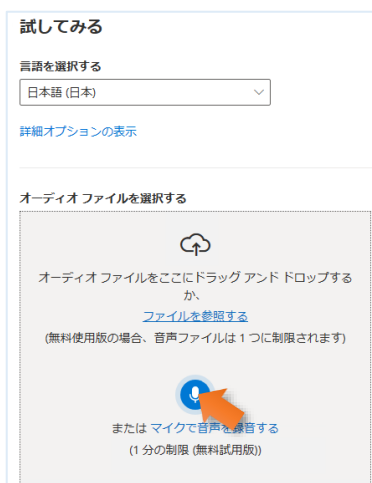 試してみる
言語を選択する
日本語 (日本)
詳細オプションの表示
オーディオ ファイルを選択する
オーディオ ファイルをここにドラッグ アンド ドロップする
か、
ファイルを参照する
(無料使用版の場合、音声ファイルは 1 つに制限されます)
または マイクで音声を録音する
(1 分の制限 (無料試用版))